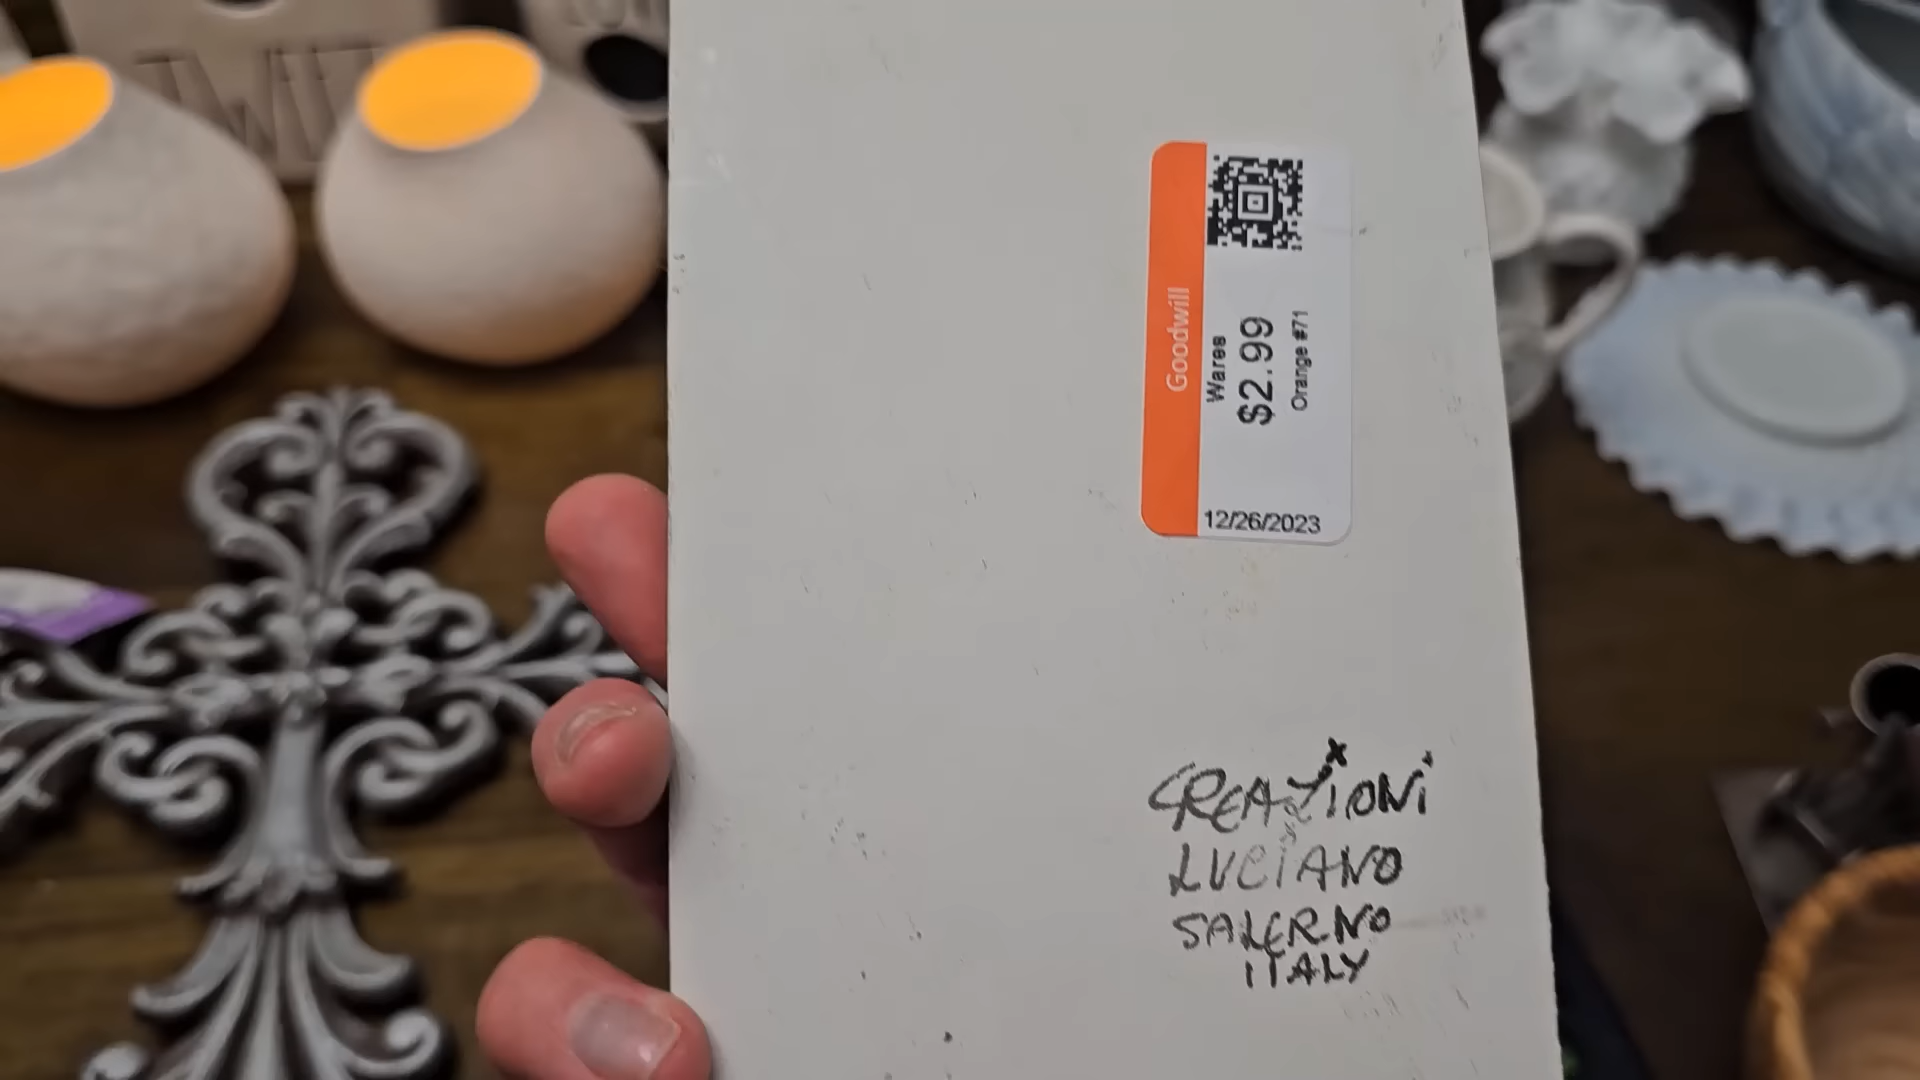 Goodwill
Wares
$2.99
Orange #71
12/26/2023
CREAZIONI
LUCIANO
SALERNO
ITALY